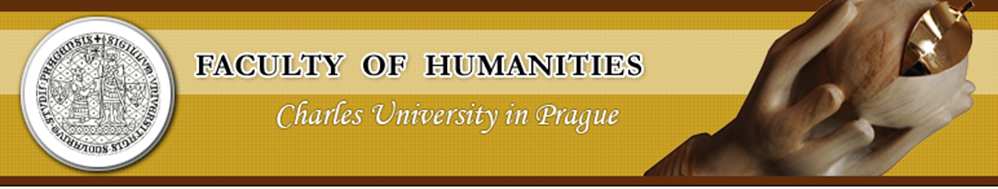 FACULTY OF HUMANITIES
Charles University in Prague